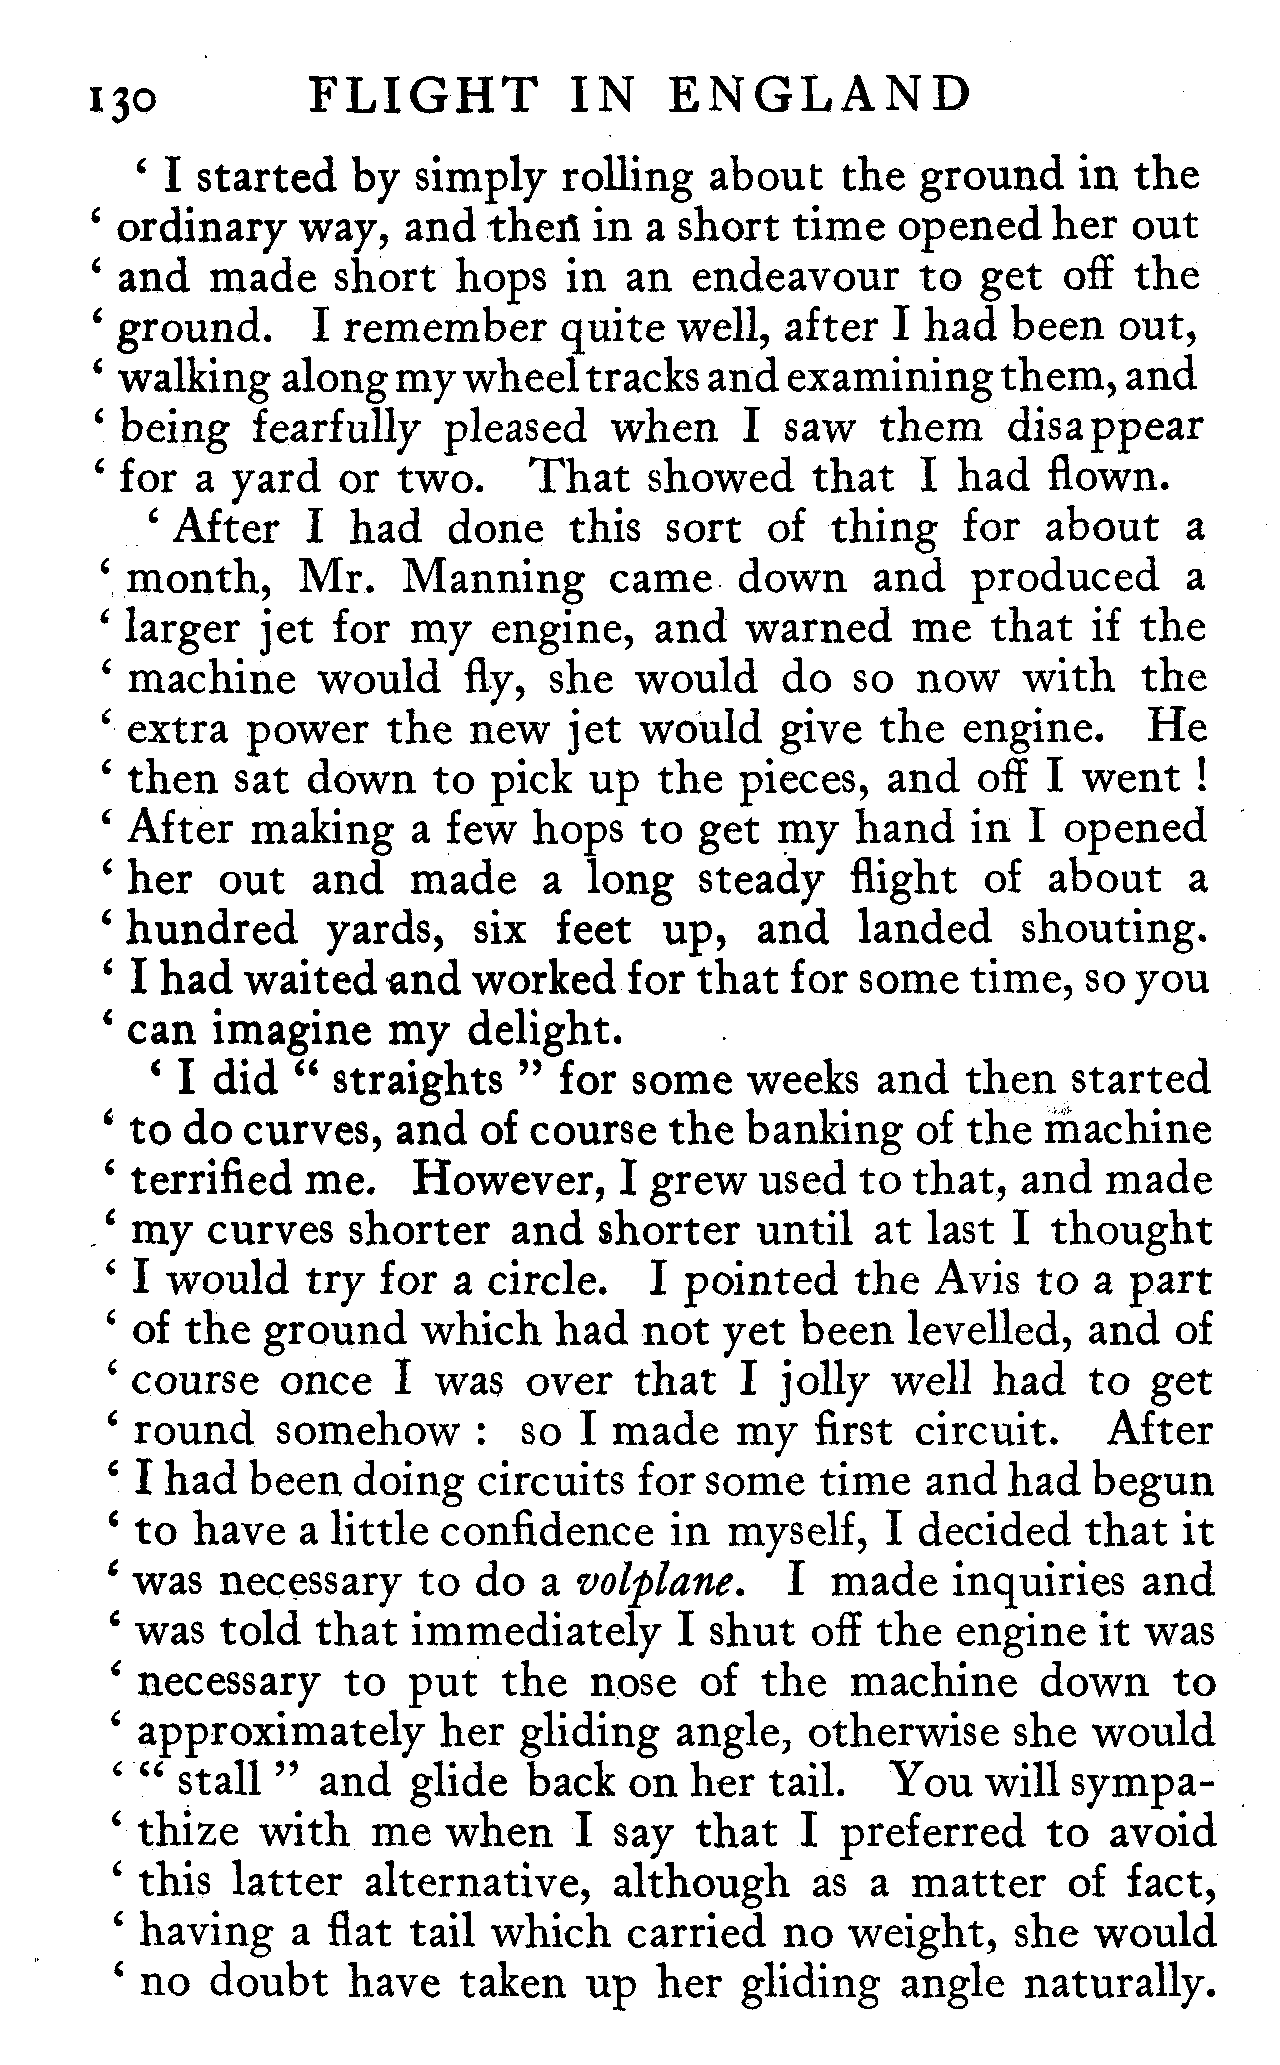 130 FLIGHT IN ENGLAND
‘ I started by simply rolling about the ground in the
‘ ordinary way, and then in a short time opened her out
‘ and made short hops in an endeavour to get off the
‘ ground. I remember quite well, after I had been out,
‘ walking along my wheel tracks and examining them, and
‘ being fearfully pleased when I saw them disappear
‘ for a yard or two. That showed that I had flown.
‘ After I had done this sort of thing for about a
‘ month, Mr. Manning came down and produced a
‘ larger jet for my engine, and warned me that if the
‘ machine would fly, she would do so now with the
‘ extra power the new jet would give the engine. He
‘ then sat down to pick up the pieces, and off I went !
‘ After making a few hops to get my hand in I opened
‘ her out and made a long steady flight of about a
‘ hundred yards, six feet up, and landed shouting.
‘ I had waited and worked for that for some time, so you
‘ can imagine my delight.
‘ I did “ straights ” for some weeks and then started
‘ to do curves, and of course the banking of the machine
‘ terrified me. However, I grew used to that, and made
‘ my curves shorter and shorter until at last I thought
‘ I would try for a circle. I pointed the Avis to a part
‘ of the ground which had not yet been levelled, and of
‘ course once I was over that I jolly well had to get
‘ round somehow : so I made my first circuit. After
‘ I had been doing circuits for some time and had begun
‘ to have a little confidence in myself, I decided that it
‘ was necessary to do a volplane. I made inquiries and
‘ was told that immediately I shut off the engine it was
‘ necessary to put the nose of the machine down to
‘ approximately her gliding angle, otherwise she would
‘ “ stall ” and glide back on her tail. You will sympa-
‘ thize with me when I say that I preferred to avoid
‘ this latter alternative, although as a matter of fact,
‘ having a flat tail which carried no weight, she would
‘ no doubt have taken up her gliding angle naturally.